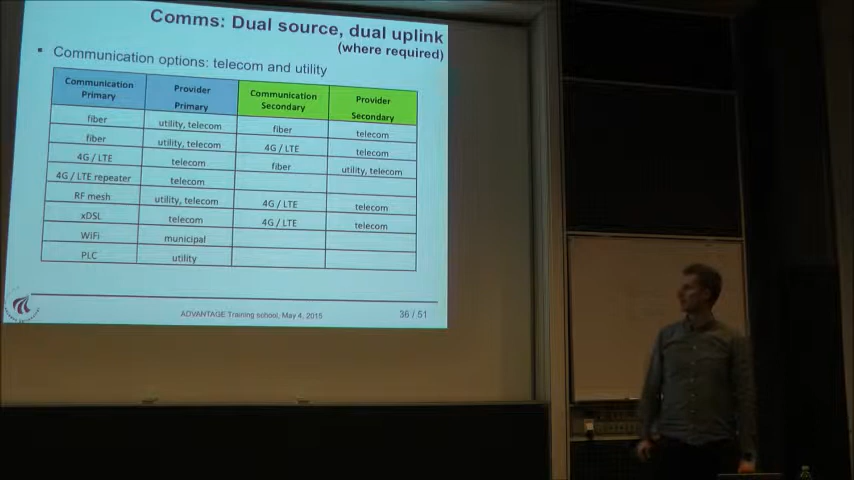 Comms: Dual source, dual uplink
(where required)
▪ Communication options: telecom and utility
Communication Primary | Provider Primary | Communication Secondary | Provider Secondary
fiber | utility, telecom | fiber | telecom
fiber | utility, telecom | 4G / LTE | telecom
4G / LTE | telecom | fiber | utility, telecom
4G / LTE repeater | telecom
RF mesh | utility, telecom | 4G / LTE | telecom
xDSL | telecom | 4G / LTE | telecom
WiFi | municipal
PLC | utility
ADVANTAGE Training school, May 4, 2015
36 / 51